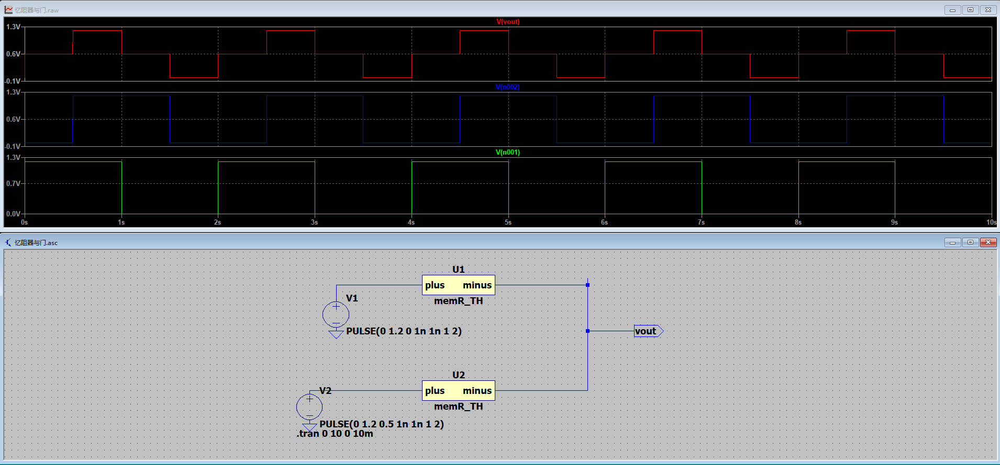 忆阻器与门.raw
V(vout)
1.3V
0.6V
-0.1V
V(n002)
1.3V
0.6V
-0.1V
V(n001)
1.3V
0.7V
0.0V
0s 1s 2s 3s 4s 5s 6s 7s 8s 9s 10s
忆阻器与门.asc
U1
plus minus
memR_TH
V1
PULSE(0 1.2 0 1n 1n 1 2)
vout
U2
plus minus
memR_TH
V2
PULSE(0 1.2 0.5 1n 1n 1 2)
.tran 0 10 0 10m